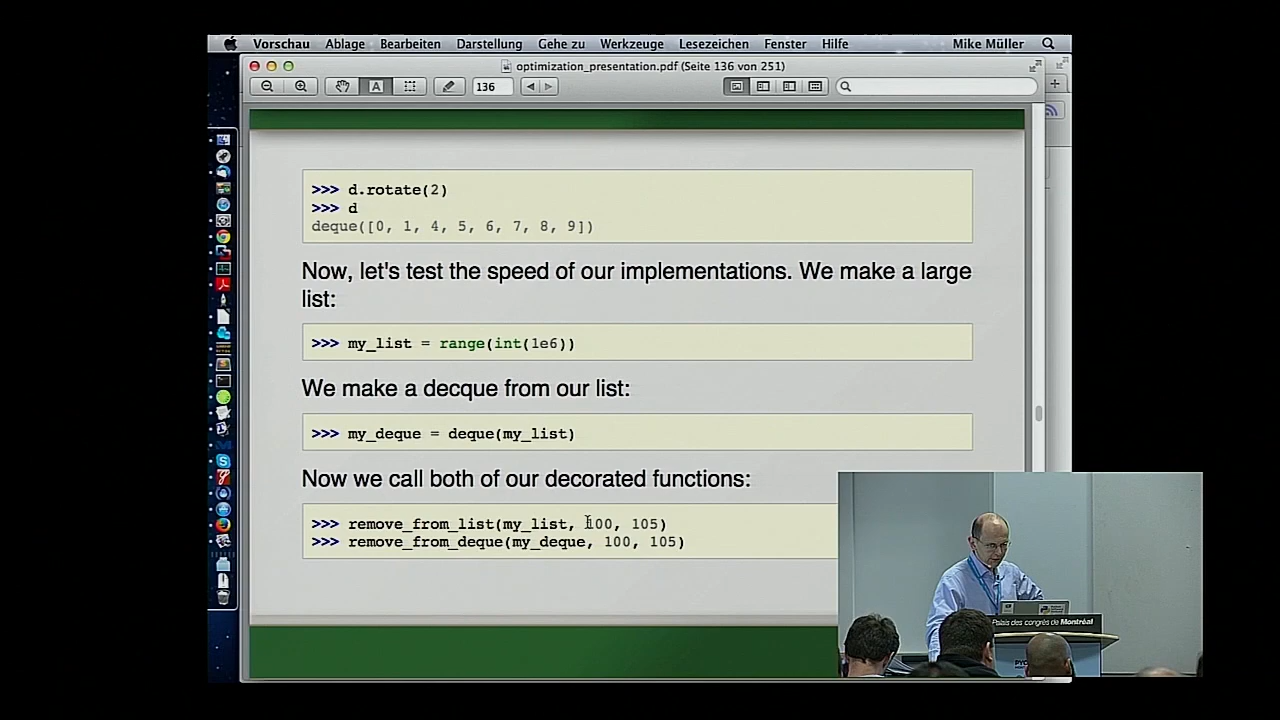 Vorschau Ablage Bearbeiten Darstellung Gehe zu Werkzeuge Lesezeichen Fenster Hilfe Mike Müller
optimization_presentation.pdf (Seite 136 von 251)
A 136
>>> d.rotate(2)
>>> d
deque([0, 1, 4, 5, 6, 7, 8, 9])
Now, let's test the speed of our implementations. We make a large
list:
>>> my_list = range(int(1e6))
We make a decque from our list:
>>> my_deque = deque(my_list)
Now we call both of our decorated functions:
>>> remove_from_list(my_list, 100, 105)
>>> remove_from_deque(my_deque, 100, 105)
Palais des congrès de Montréal